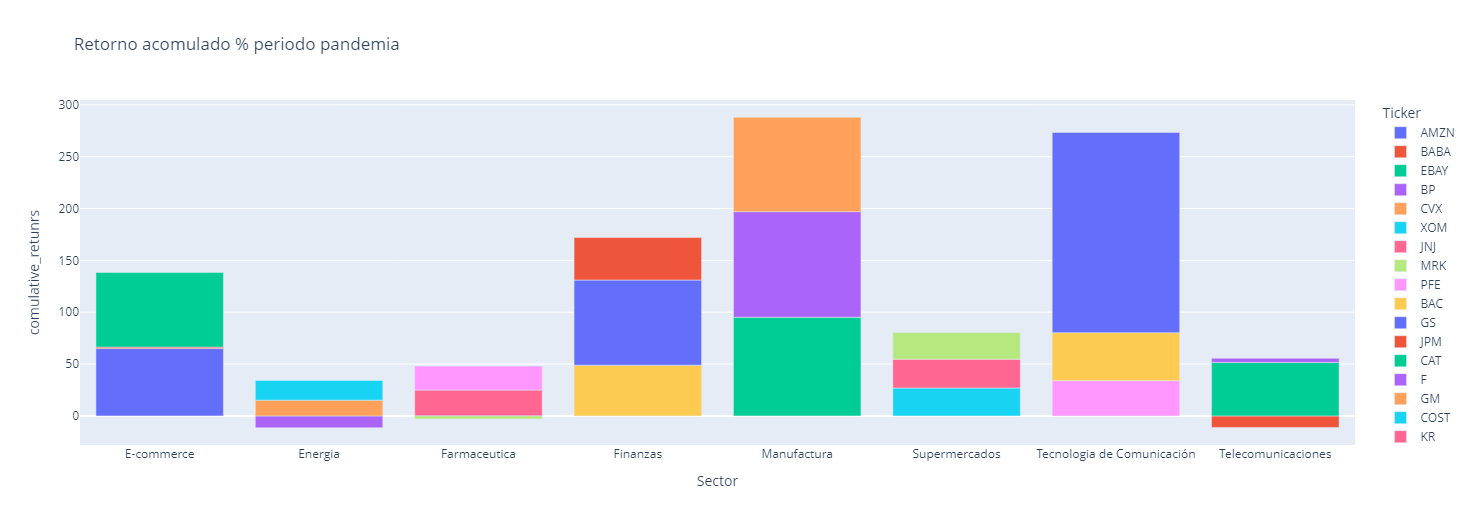 Retorno acomulado % periodo pandemia
300
250
200
150
100
50
0
comulative_retunrs
E-commerce
Energia
Farmaceutica
Finanzas
Manufactura
Supermercados
Tecnologia de Comunicación
Telecomunicaciones
Sector
Ticker
AMZN
BABA
EBAY
BP
CVX
XOM
JNJ
MRK
PFE
BAC
GS
JPM
CAT
F
GM
COST
KR